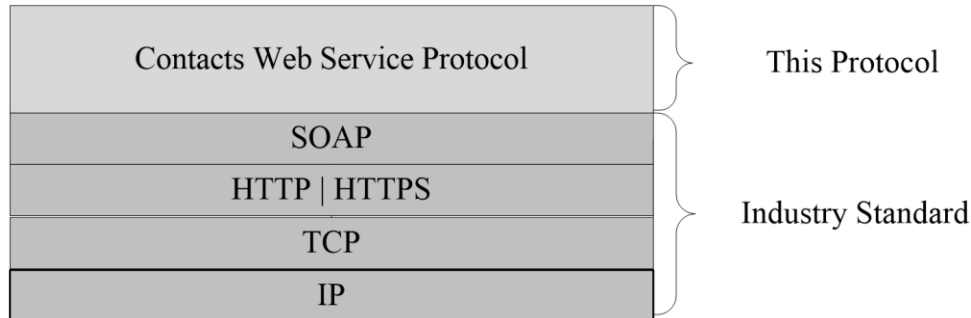 Contacts Web Service Protocol
This Protocol
SOAP
HTTP | HTTPS
TCP
IP
Industry Standard